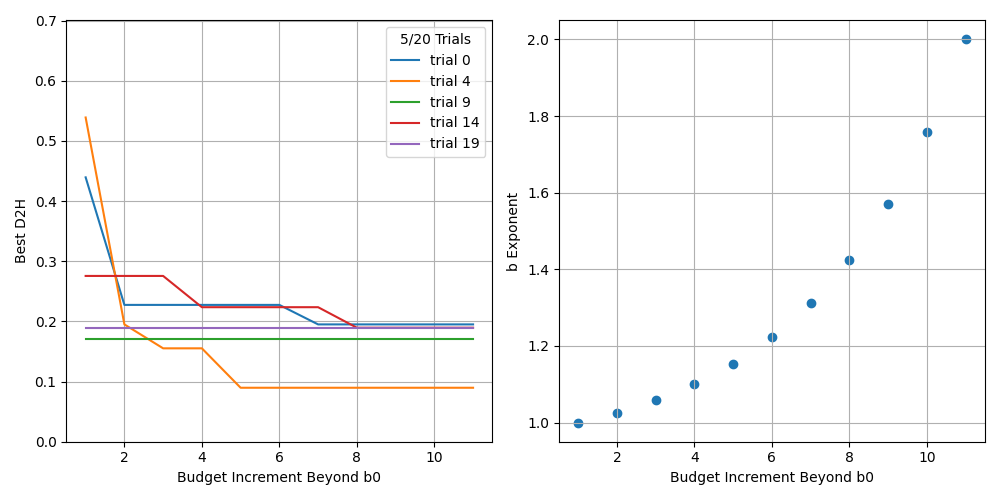 0.7
0.6
0.5
0.4
0.3
0.2
0.1
0.0
Best D2H
2
4
6
8
10
Budget Increment Beyond b0
5/20 Trials
trial 0
trial 4
trial 9
trial 14
trial 19
2.0
1.8
1.6
1.4
1.2
1.0
b Exponent
2
4
6
8
10
Budget Increment Beyond b0